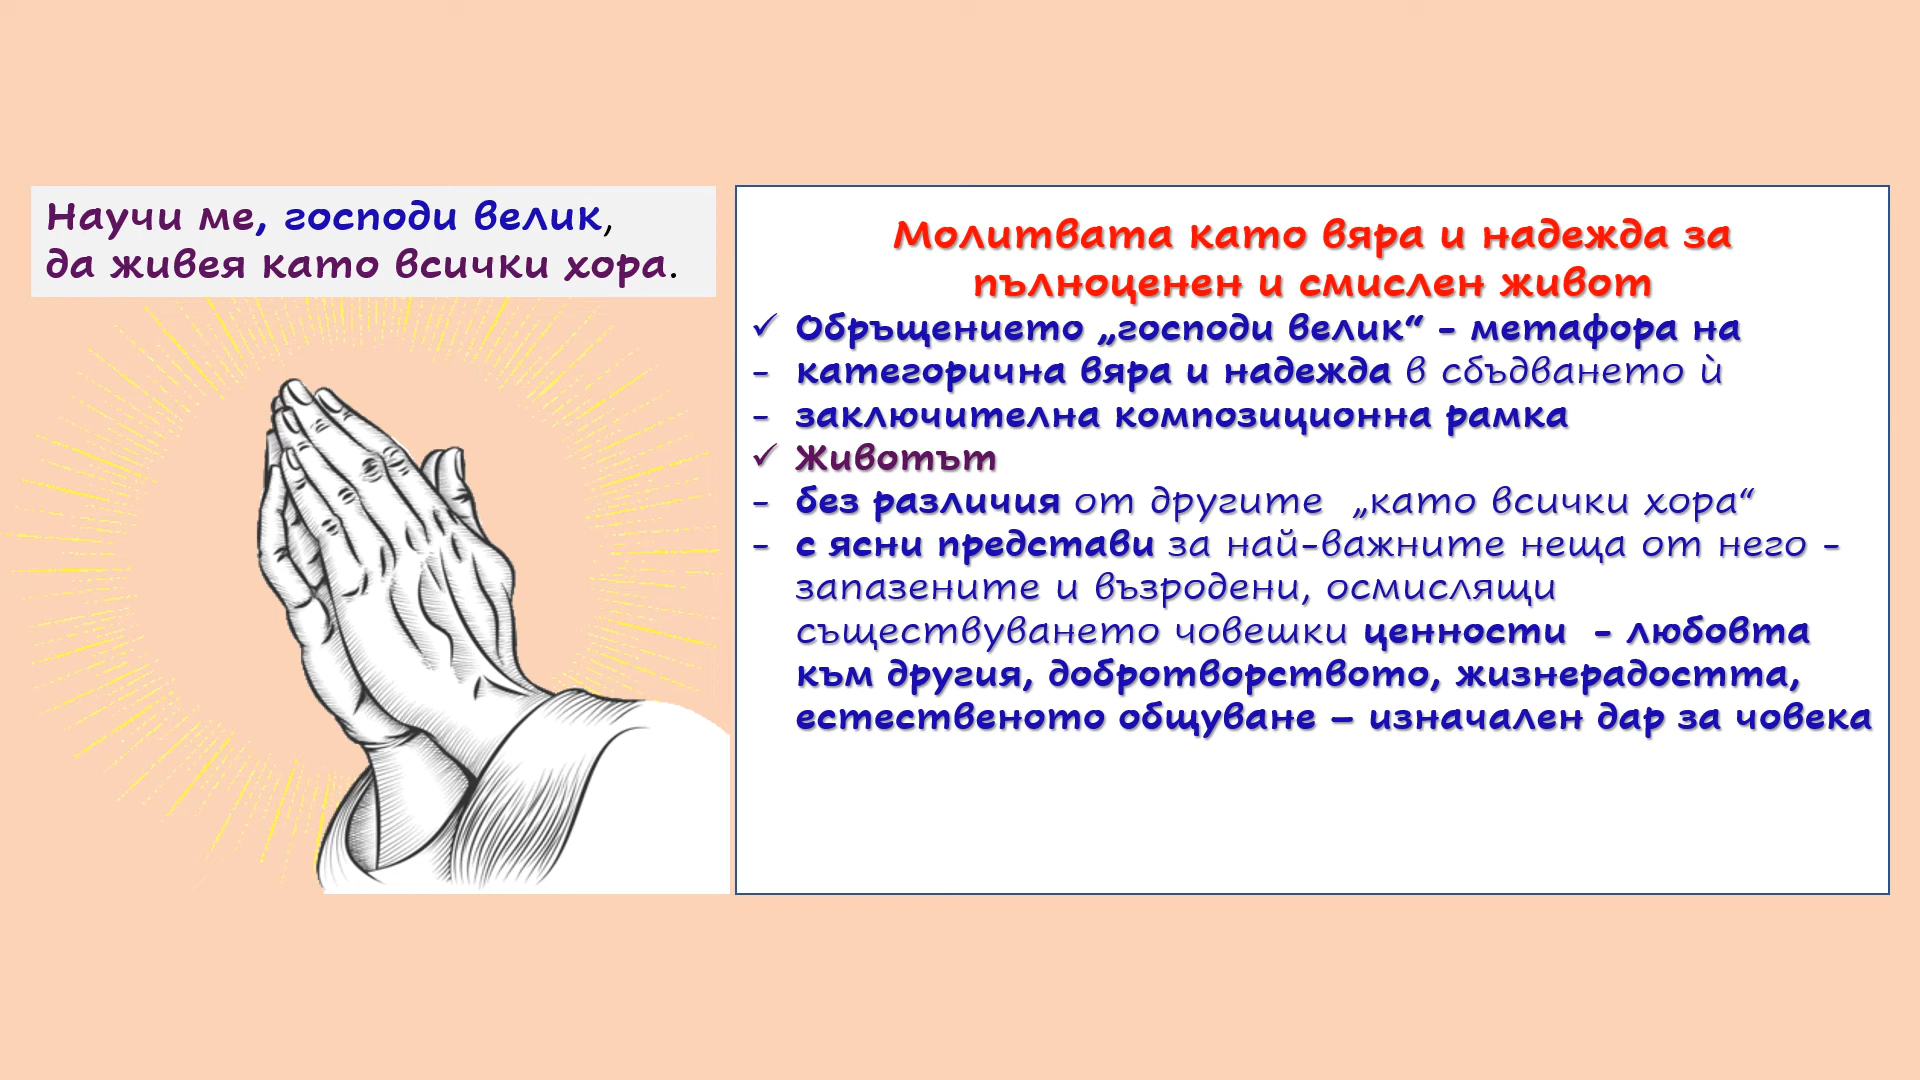 Научи ме, господи велик,
да живея като всички хора.
Молитвата като вяра и надежда за
пълноценен и смислен живот
✓ Обръщението „господи велик“ - метафора на
- категорична вяра и надежда в сбъдването ѝ
- заключителна композиционна рамка
✓ Животът
- без различия от другите „като всички хора“
- с ясни представи за най-важните неща от него -
запазените и възродени, осмислящи
съществуването човешки ценности - любовта
към другия, добротворството, жизнерадостта,
естественото общуване – изначален дар за човека